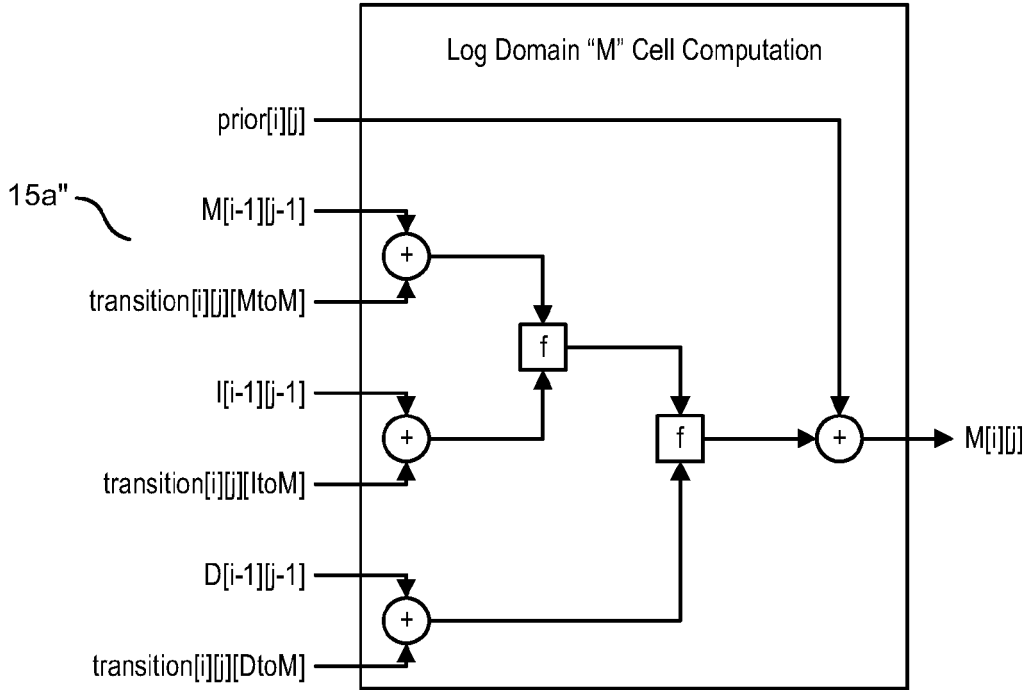 Log Domain “M” Cell Computation
prior[i][j]
15a"
M[i-1][j-1]
+
transition[i][j][MtoM]
f
I[i-1][j-1]
+
f
+
M[i][j]
transition[i][j][ItoM]
D[i-1][j-1]
+
transition[i][j][DtoM]